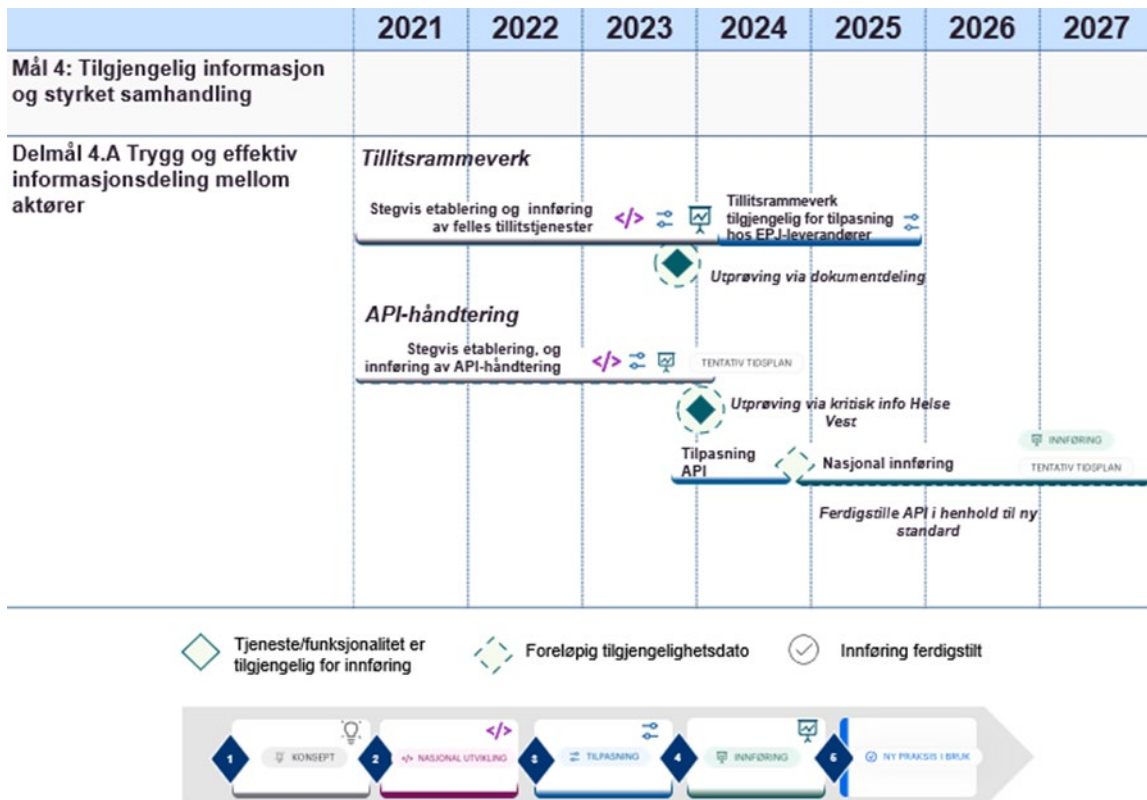 2021 2022 2023 2024 2025 2026 2027
Mål 4: Tilgjengelig informasjon
og styrket samhandling
Delmål 4.A Trygg og effektiv
informasjonsdeling mellom
aktører
Tillitsrammeverk
Stegvis etablering og innføring
av felles tillitstjenester
</>
Tillitsrammeverk
tilgjengelig for tilpasning
hos EPJ-leverandører
Utprøving via dokumentdeling
API-håndtering
Stegvis etablering, og
innføring av API-håndtering
</>
TENTATIV TIDSPLAN
Utprøving via kritisk info Helse
Vest
Tilpasning
API
Nasjonal innføring
INNFØRING
TENTATIV TIDSPLAN
Ferdigstille API i henhold til ny
standard
Tjeneste/funksjonalitet er
tilgjengelig for innføring
Foreløpig tilgjengelighetsdato
Innføring ferdigstilt
1 KONSEPT
2 </> </> NASJONAL UTVIKLING
3 TILPASNING
4 INNFØRING
5 NY PRAKSIS I BRUK